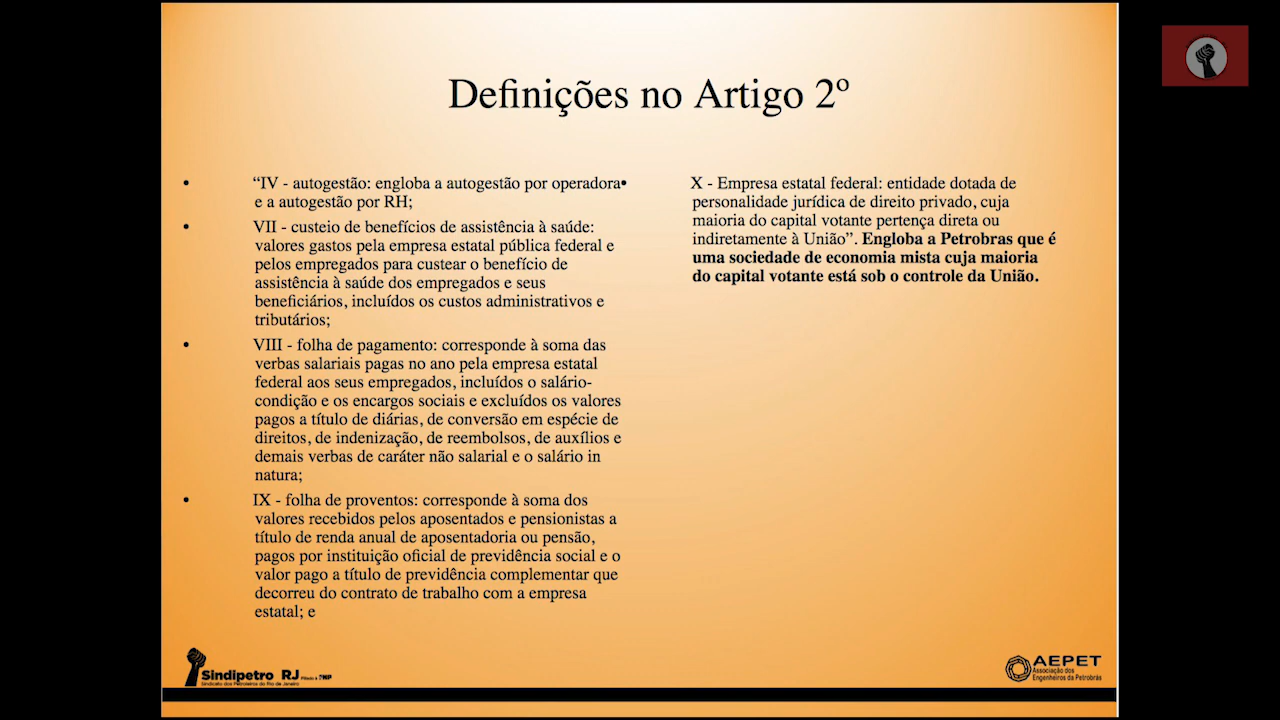 Definições no Artigo 2º
• “IV - autogestão: engloba a autogestão por operadora
e a autogestão por RH;
• VII - custeio de benefícios de assistência à saúde:
valores gastos pela empresa estatal pública federal e
pelos empregados para custear o benefício de
assistência à saúde dos empregados e seus
beneficiários, incluídos os custos administrativos e
tributários;
• VIII - folha de pagamento: corresponde à soma das
verbas salariais pagas no ano pela empresa estatal
federal aos seus empregados, incluídos o salário-
condição e os encargos sociais e excluídos os valores
pagos a título de diárias, de conversão em espécie de
direitos, de indenização, de reembolsos, de auxílios e
demais verbas de caráter não salarial e o salário in
natura;
• IX - folha de proventos: corresponde à soma dos
valores recebidos pelos aposentados e pensionistas a
título de renda anual de aposentadoria ou pensão,
pagos por instituição oficial de previdência social e o
valor pago a título de previdência complementar que
decorreu do contrato de trabalho com a empresa
estatal; e
• X - Empresa estatal federal: entidade dotada de
personalidade jurídica de direito privado, cuja
maioria do capital votante pertença direta ou
indiretamente à União”. Engloba a Petrobras que é
uma sociedade de economia mista cuja maioria
do capital votante está sob o controle da União.
Sindipetro RJ Filiado à FNP
Sindicato dos Petroleiros do Rio de Janeiro
AEPET
Associação dos
Engenheiros da Petrobrás